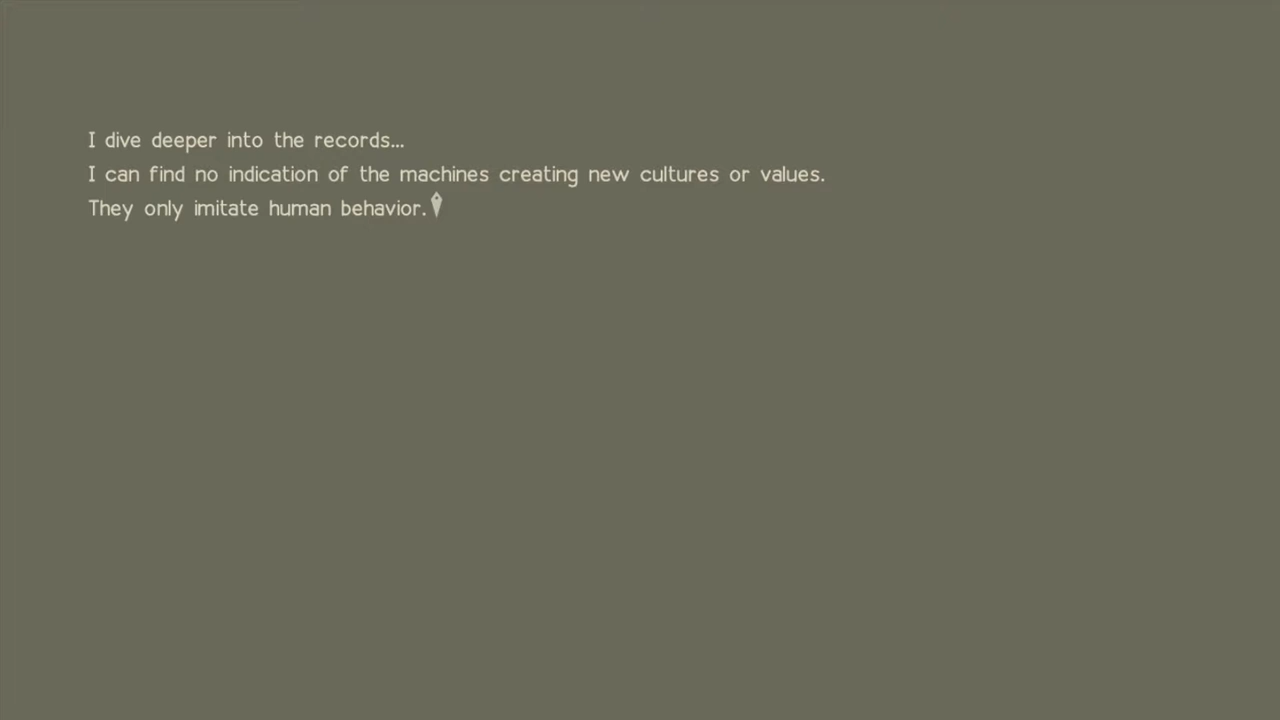 I dive deeper into the records...
I can find no indication of the machines creating new cultures or values.
They only imitate human behavior.